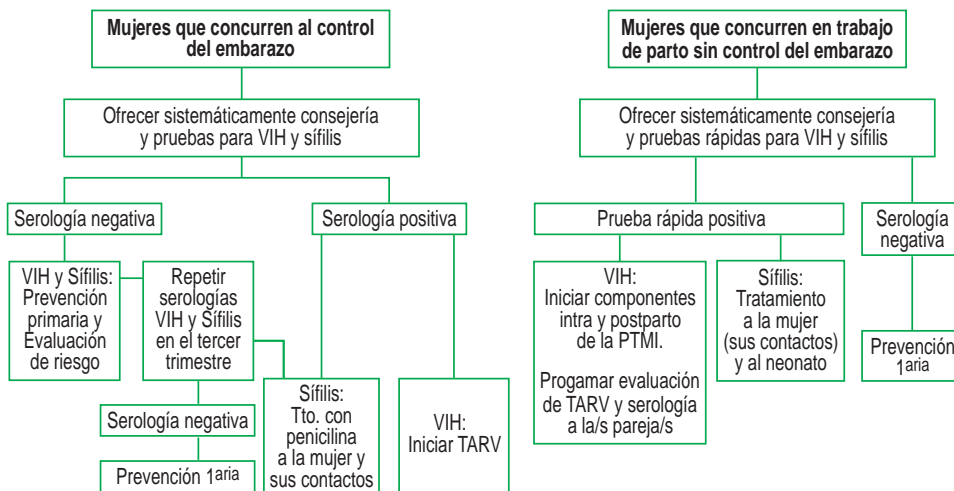 Mujeres que concurren al control
del embarazo
Ofrecer sistemáticamente consejería
y pruebas para VIH y sífilis
Serología negativa
Serología positiva
VIH y Sífilis:
Prevención
primaria y
Evaluación
de riesgo
Repetir
serologías
VIH y Sífilis
en el tercer
trimestre
Serología negativa
Prevención 1aria
Sífilis:
Tto. con
penicilina
a la mujer y
sus contactos
VIH:
Iniciar TARV
Mujeres que concurren en trabajo
de parto sin control del embarazo
Ofrecer sistemáticamente consejería
y pruebas rápidas para VIH y sífilis
Prueba rápida positiva
Serología
negativa
VIH:
Iniciar componentes
intra y postparto
de la PTMI.
Progamar evaluación
de TARV y serología
a la/s pareja/s
Sífilis:
Tratamiento
a la mujer
(sus contactos)
y al neonato
Prevención
1aria